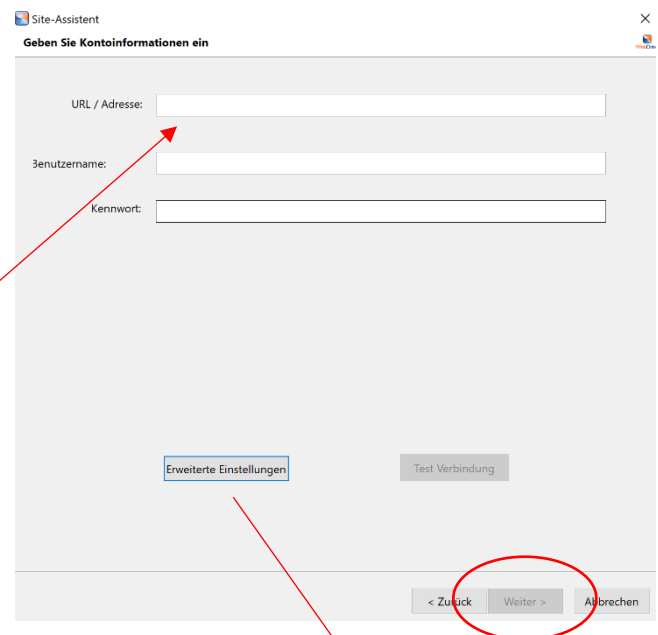 Site-Assistent
Geben Sie Kontoinformationen ein
URL / Adresse:
Benutzername:
Kennwort:
Erweiterte Einstellungen
Test Verbindung
< Zurück
Weiter >
Abbrechen